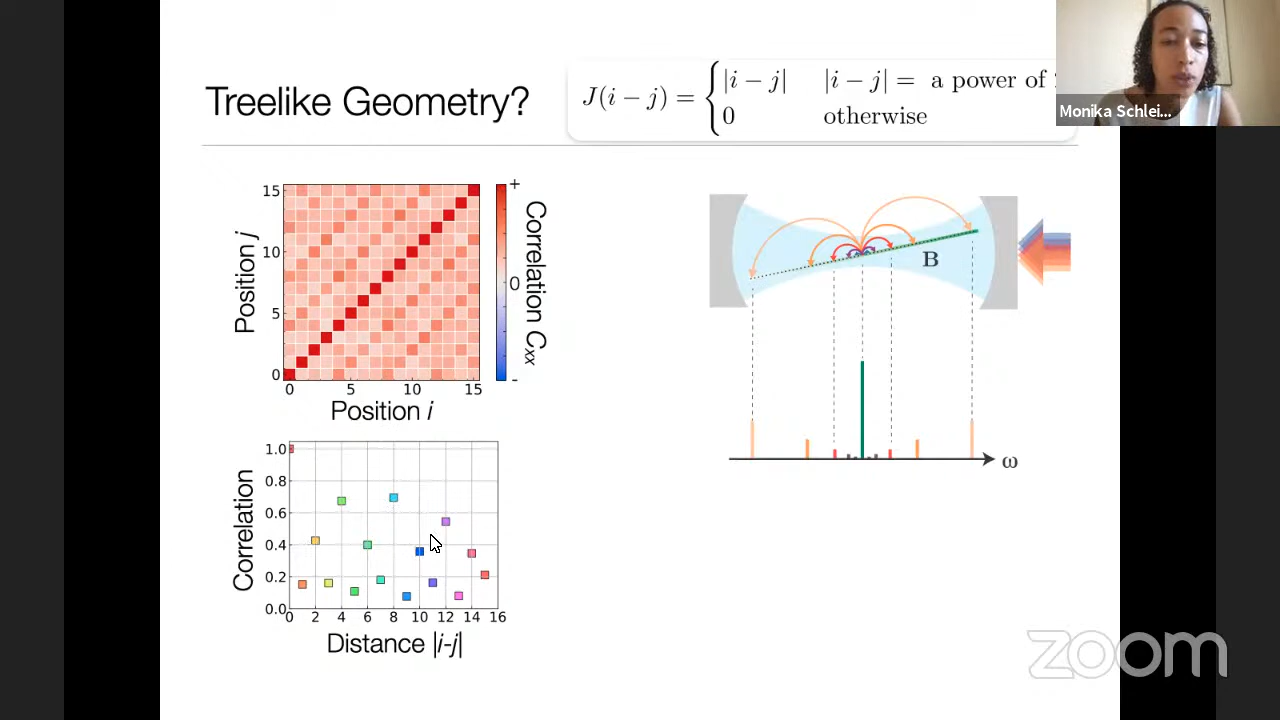 Treelike Geometry?
J(i − j) = { |i − j| |i − j| = a power of
0 otherwise
Monika Schlei...
15
10
5
0
Position j
0 5 10 15
Position i
+
0
-
Correlation Cxx
B
ω
1.0
0.8
0.6
0.4
0.2
0.0
Correlation
0 2 4 6 8 10 12 14 16
Distance |i-j|
zoom